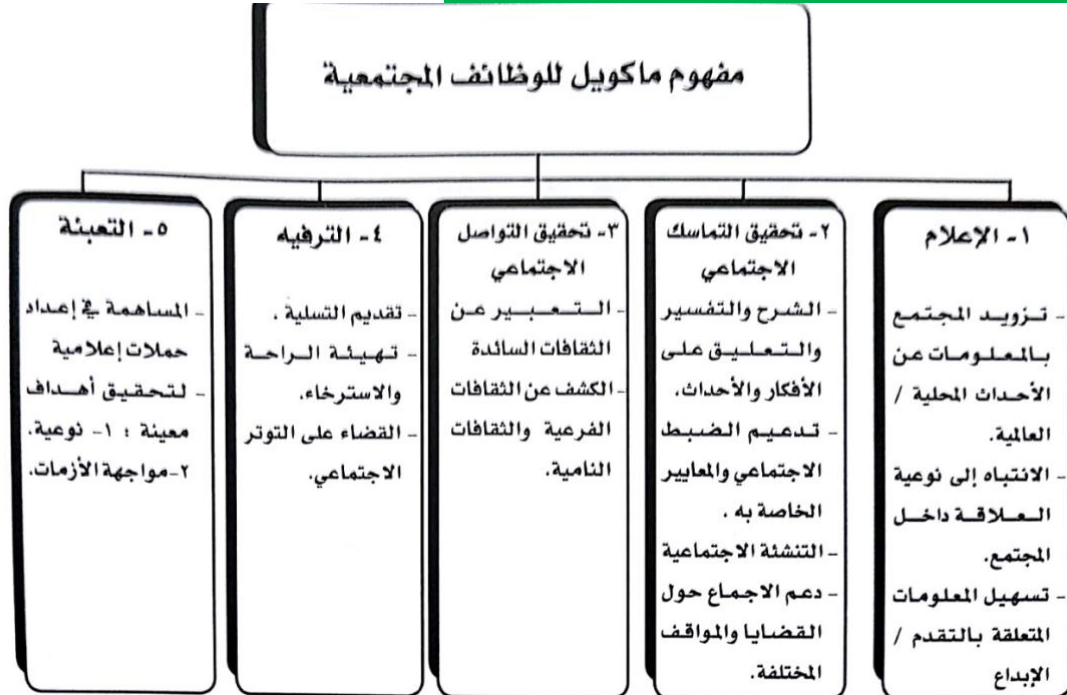 مفهوم ماكويل للوظائف المجتمعية
١- الإعلام
- تزويد المجتمع
بالمعلومات عن
الأحداث المحلية /
العالمية.
- الانتباه إلى نوعية
العلاقة داخل
المجتمع.
- تسهيل المعلومات
المتعلقة بالتقدم /
الإبداع
٢- تحقيق التماسك
الاجتماعي
- الشرح والتفسير
والتعليق على
الأفكار والأحداث.
- تدعيم الضبط
الاجتماعي والمعايير
الخاصة به .
- التنشئة الاجتماعية
- دعم الاجماع حول
القضايا والمواقف
المختلفة.
٣- تحقيق التواصل
الاجتماعي
- التعبير عن
الثقافات السائدة
- الكشف عن الثقافات
الفرعية والثقافات
النامية.
٤- الترفيه
- تقديم التسلية .
- تهيئة الراحة
والاسترخاء.
- القضاء على التوتر
الاجتماعي.
٥- التعبئة
- المساهمة في إعداد
حملات إعلامية
- لتحقيق أهداف
معينة : ١- نوعية.
٢-مواجهة الأزمات.